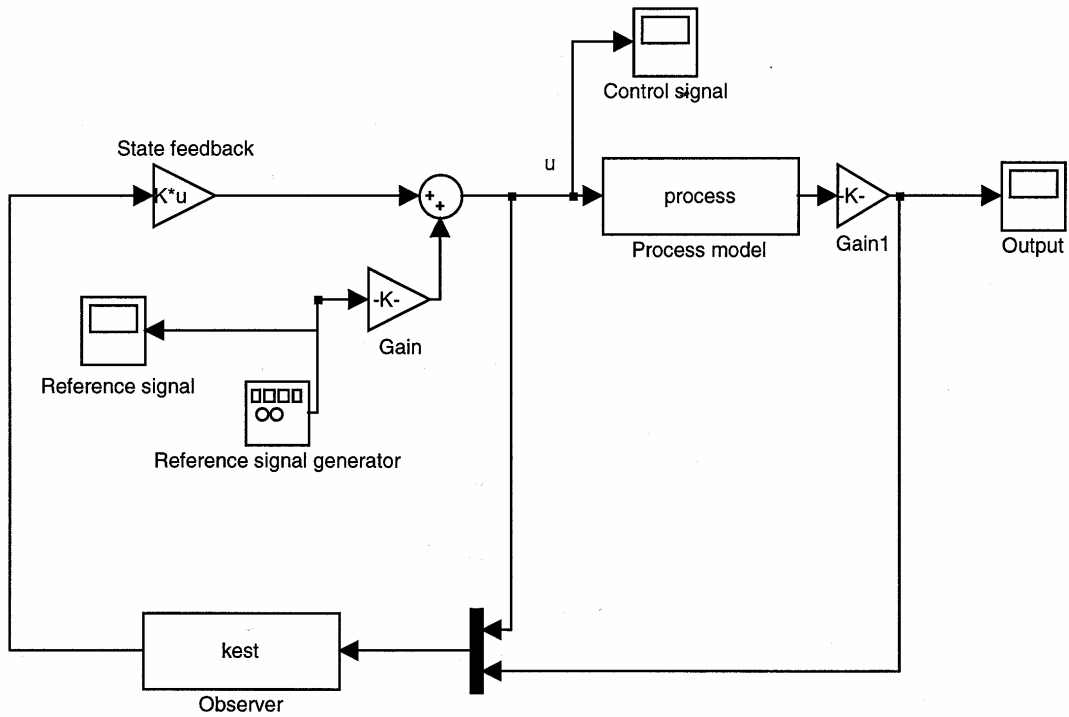 Control signal
State feedback
u
K*u
+
+
process
-K-
Process model
Gain1
Output
-K-
Gain
Reference signal
Reference signal generator
kest
Observer